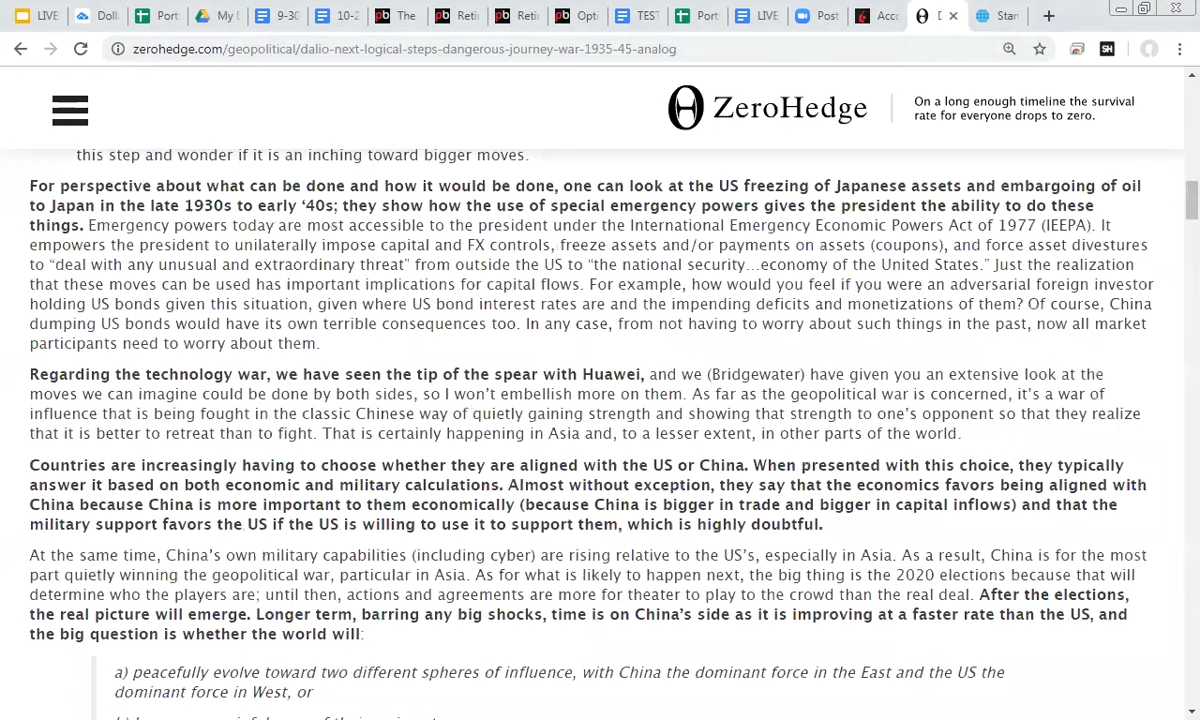 LIVE Doll Port My 9-30 10-2 The Reti Reti Opti TEST Port LIVE Post Acco Stan
zerohedge.com/geopolitical/dalio-next-logical-steps-dangerous-journey-war-1935-45-analog
ZeroHedge
On a long enough timeline the survival
rate for everyone drops to zero.
this step and wonder if it is an inching toward bigger moves.
For perspective about what can be done and how it would be done, one can look at the US freezing of Japanese assets and embargoing of oil
to Japan in the late 1930s to early ‘40s; they show how the use of special emergency powers gives the president the ability to do these
things. Emergency powers today are most accessible to the president under the International Emergency Economic Powers Act of 1977 (IEEPA). It
empowers the president to unilaterally impose capital and FX controls, freeze assets and/or payments on assets (coupons), and force asset divestures
to “deal with any unusual and extraordinary threat” from outside the US to “the national security...economy of the United States.” Just the realization
that these moves can be used has important implications for capital flows. For example, how would you feel if you were an adversarial foreign investor
holding US bonds given this situation, given where US bond interest rates are and the impending deficits and monetizations of them? Of course, China
dumping US bonds would have its own terrible consequences too. In any case, from not having to worry about such things in the past, now all market
participants need to worry about them.
Regarding the technology war, we have seen the tip of the spear with Huawei, and we (Bridgewater) have given you an extensive look at the
moves we can imagine could be done by both sides, so I won’t embellish more on them. As far as the geopolitical war is concerned, it’s a war of
influence that is being fought in the classic Chinese way of quietly gaining strength and showing that strength to one’s opponent so that they realize
that it is better to retreat than to fight. That is certainly happening in Asia and, to a lesser extent, in other parts of the world.
Countries are increasingly having to choose whether they are aligned with the US or China. When presented with this choice, they typically
answer it based on both economic and military calculations. Almost without exception, they say that the economics favors being aligned with
China because China is more important to them economically (because China is bigger in trade and bigger in capital inflows) and that the
military support favors the US if the US is willing to use it to support them, which is highly doubtful.
At the same time, China’s own military capabilities (including cyber) are rising relative to the US’s, especially in Asia. As a result, China is for the most
part quietly winning the geopolitical war, particular in Asia. As for what is likely to happen next, the big thing is the 2020 elections because that will
determine who the players are; until then, actions and agreements are more for theater to play to the crowd than the real deal. After the elections,
the real picture will emerge. Longer term, barring any big shocks, time is on China’s side as it is improving at a faster rate than the US, and
the big question is whether the world will:
a) peacefully evolve toward two different spheres of influence, with China the dominant force in the East and the US the
dominant force in West, or